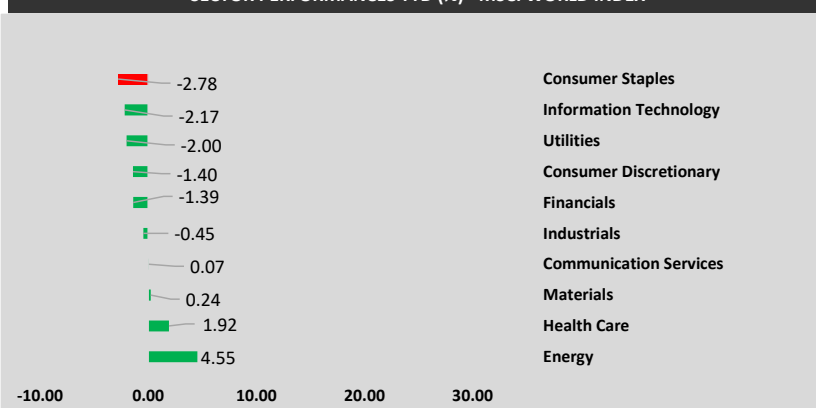 -2.78 Consumer Staples
-2.17 Information Technology
-2.00 Utilities
-1.40 Consumer Discretionary
-1.39 Financials
-0.45 Industrials
0.07 Communication Services
0.24 Materials
1.92 Health Care
4.55 Energy
-10.00 0.00 10.00 20.00 30.00